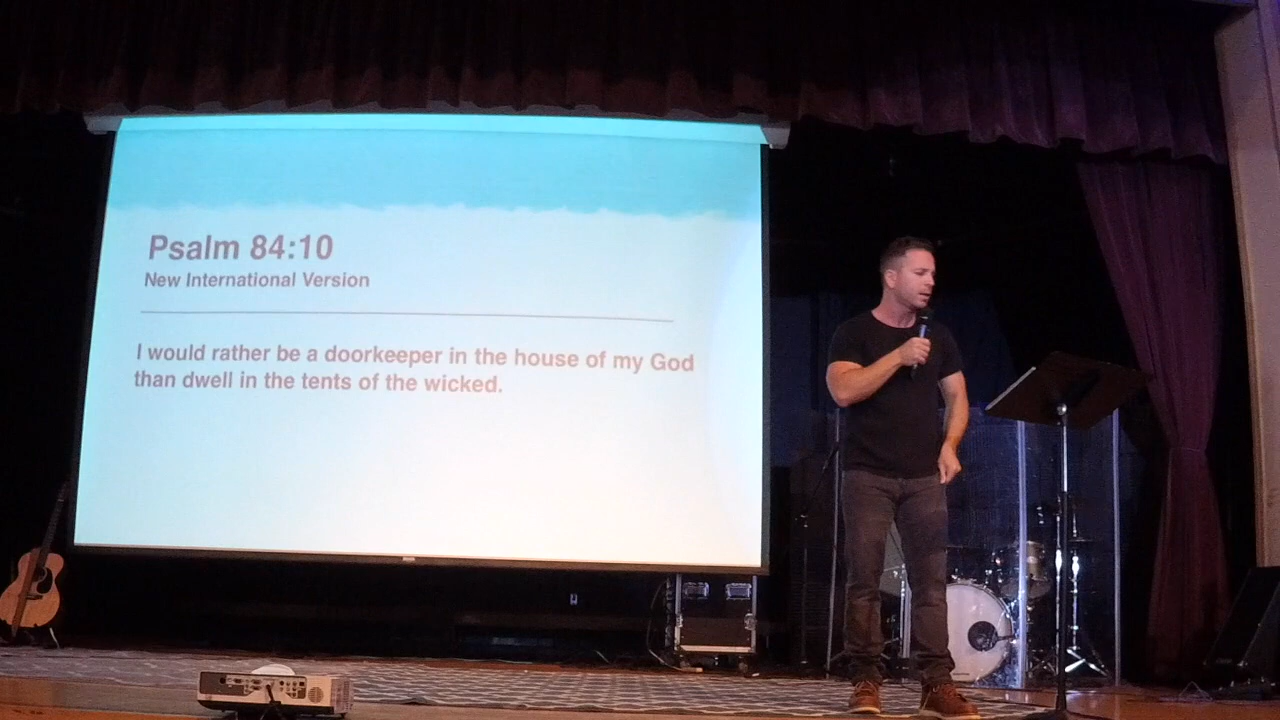 Psalm 84:10
New International Version
I would rather be a doorkeeper in the house of my God
than dwell in the tents of the wicked.